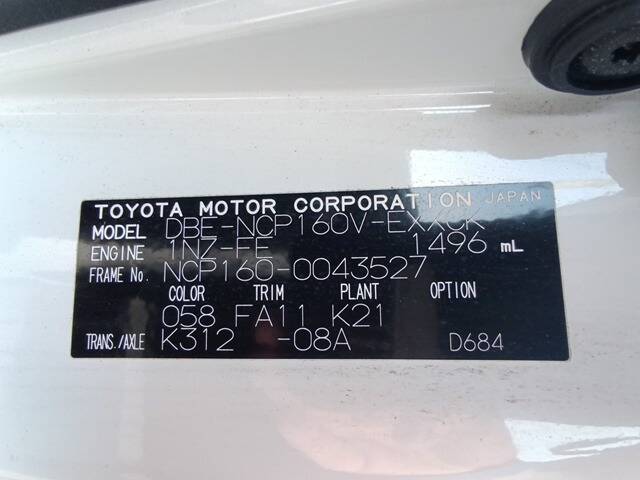 TOYOTA MOTOR CORPORATION JAPAN
MODEL DBE-NCP160V-EXXCK
ENGINE 1NZ-FE 1496 mL
FRAME No. NCP160-0043527
COLOR TRIM PLANT OPTION
058 FA11 K21
TRANS./AXLE K312 -08A D684